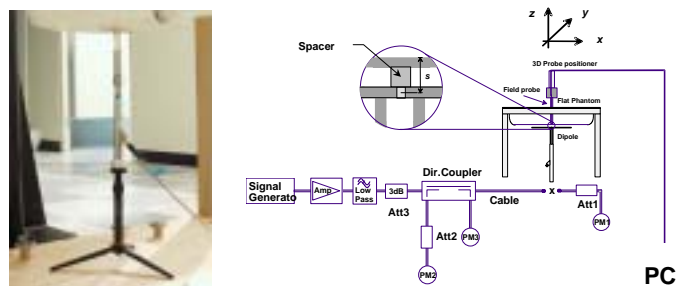 z
y
x
Spacer
s
3D Probe positioner
Field probe
Flat Phantom
Dipole
Dir.Coupler
Signal
Generato
Amp
Low
Pass
3dB
Att3
Cable
x
Att1
PM1
Att2
PM3
PM2
PC